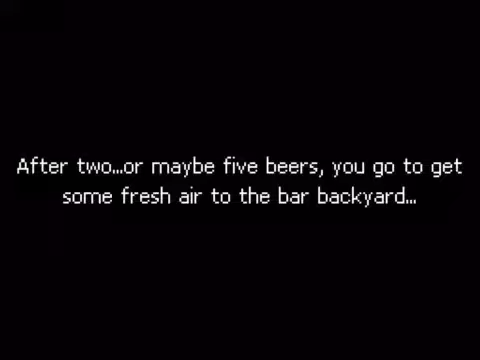 After two...or maybe five beers, you go to get
some fresh air to the bar backyard...